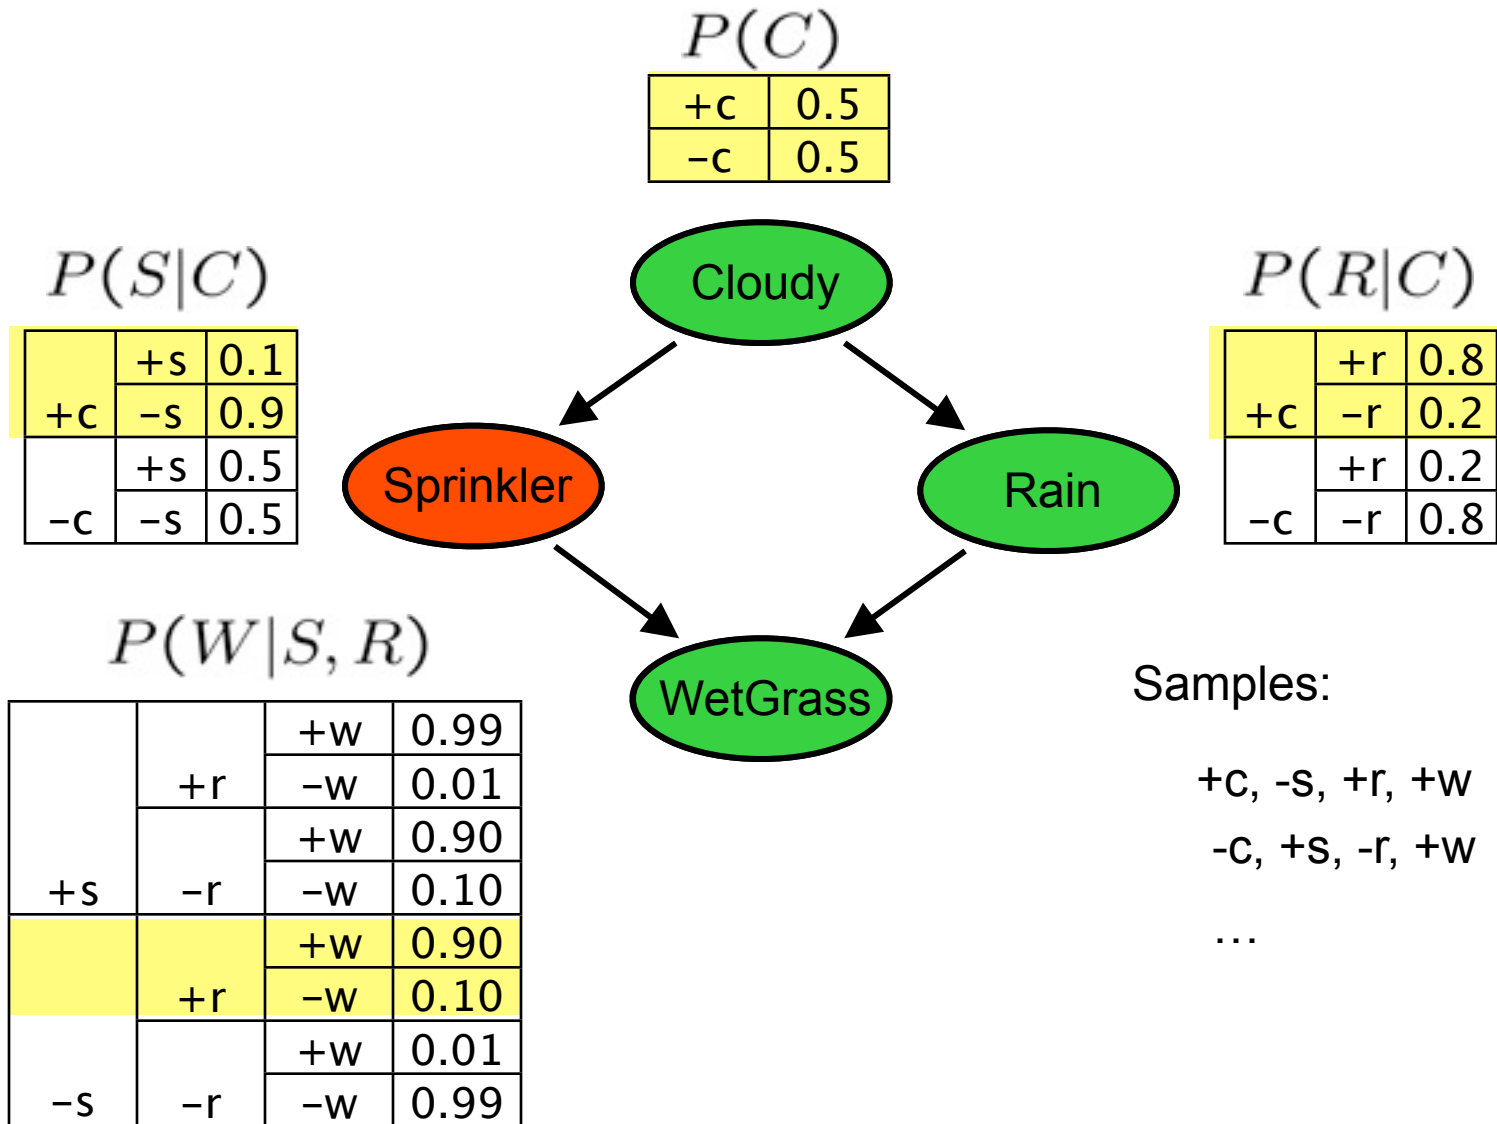 P(C)
+c 0.5
−c 0.5
Cloudy
P(S|C)
+s 0.1
+c −s 0.9
+s 0.5
−c −s 0.5
P(R|C)
+r 0.8
+c −r 0.2
+r 0.2
−c −r 0.8
Sprinkler
Rain
WetGrass
P(W|S, R)
+w 0.99
+r −w 0.01
+w 0.90
+s −r −w 0.10
+w 0.90
+r −w 0.10
+w 0.01
−s −r −w 0.99
Samples:
+c, -s, +r, +w
-c, +s, -r, +w
…